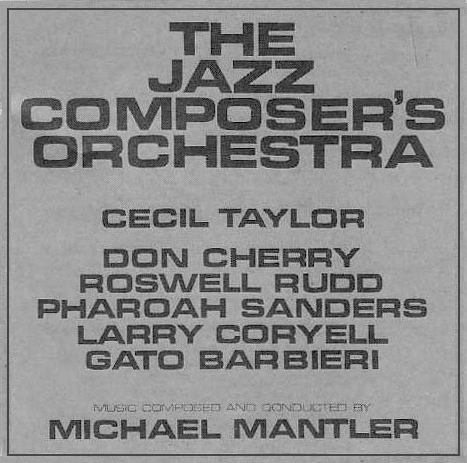 THE
JAZZ
COMPOSER'S
ORCHESTRA
CECIL TAYLOR
DON CHERRY
ROSWELL RUDD
PHAROAH SANDERS
LARRY CORYELL
GATO BARBIERI
MUSIC COMPOSED AND CONDUCTED BY
MICHAEL MANTLER